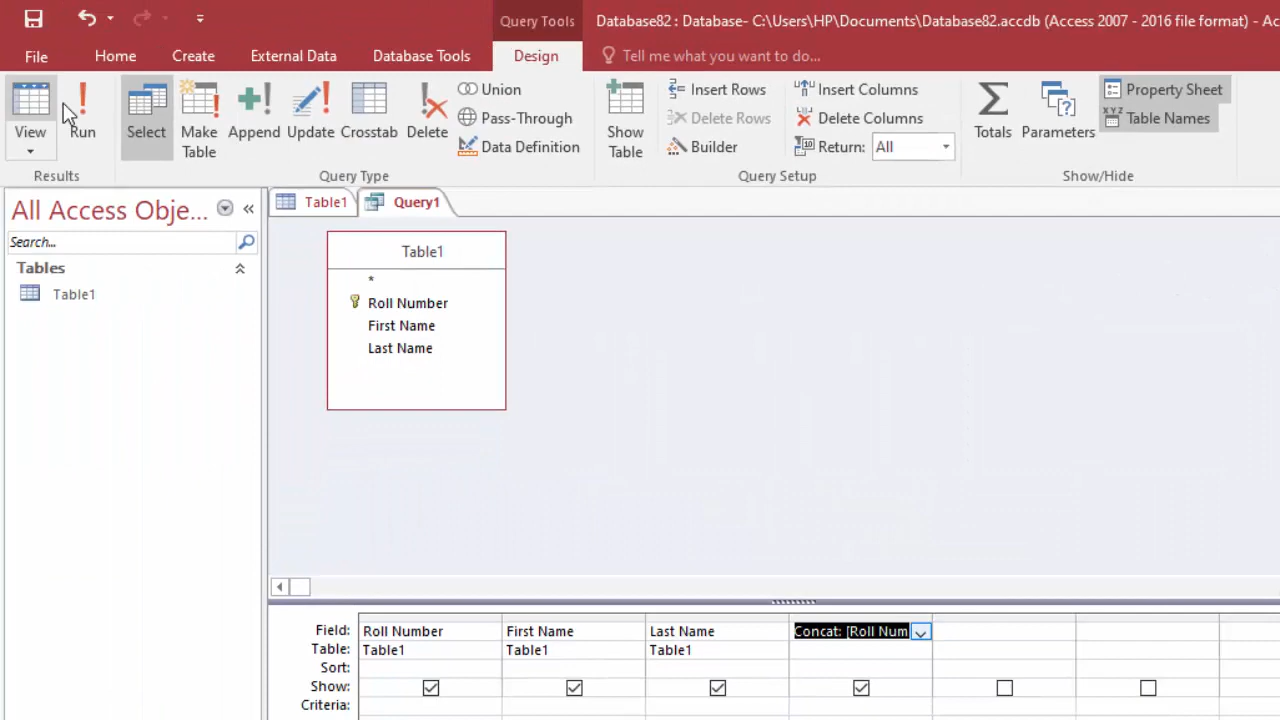 Query Tools
Database82 : Database- C:\Users\HP\Documents\Database82.accdb (Access 2007 - 2016 file format) - Ac
File Home Create External Data Database Tools Design Tell me what you want to do...
View Run Select Make Table Append Update Crosstab Delete
Union
Pass-Through
Data Definition
Show Table
Insert Rows
Delete Rows
Builder
Insert Columns
Delete Columns
Return: All
Totals Parameters
Property Sheet
Table Names
Results Query Type Query Setup Show/Hide
All Access Obje...
Search...
Tables
Table1
Table1 Query1
Table1
*
Roll Number
First Name
Last Name
Field: Roll Number First Name Last Name Concat: [Roll Num
Table: Table1 Table1 Table1
Sort:
Show:
Criteria: